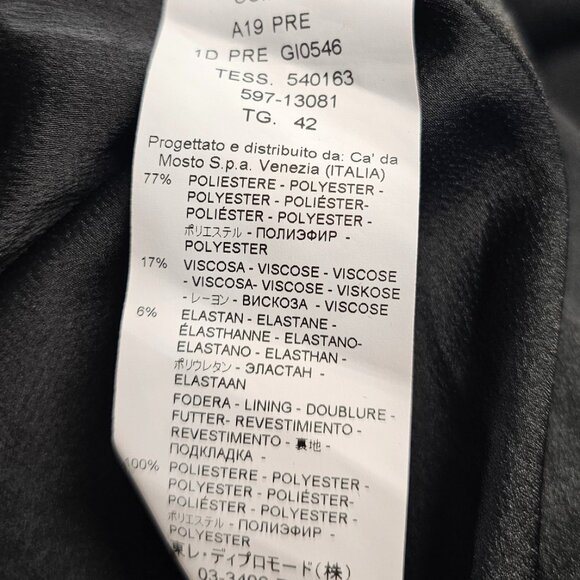 A19 PRE
1D PRE GI0546
TESS. 540163
597-13081
TG. 42
Progettato e distribuito da: Ca' da
Mosto S.p.a. Venezia (ITALIA)
77% POLIESTERE - POLYESTER -
POLYESTER - POLIÉSTER-
POLIÉSTER - POLYESTER -
ポリエステル - ПОЛИЭФИР -
POLYESTER
17% VISCOSA - VISCOSE - VISCOSE
- VISCOSA- VISCOSE - VISKOSE
- レーヨン - ВИСКОЗА - VISCOSE
6% ELASTAN - ELASTANE -
ÉLASTHANNE - ELASTANO-
ELASTANO - ELASTHAN -
ポリウレタン - ЭЛАСТАН -
ELASTAAN
FODERA - LINING - DOUBLURE -
FUTTER- REVESTIMIENTO -
REVESTIMENTO - 裏地 -
ПОДКЛАДКА -
100% POLIESTERE - POLYESTER -
POLYESTER - POLIÉSTER-
POLIÉSTER - POLYESTER -
ポリエステル - ПОЛИЭФИР -
POLYESTER
東レ・ディプロモード(株)